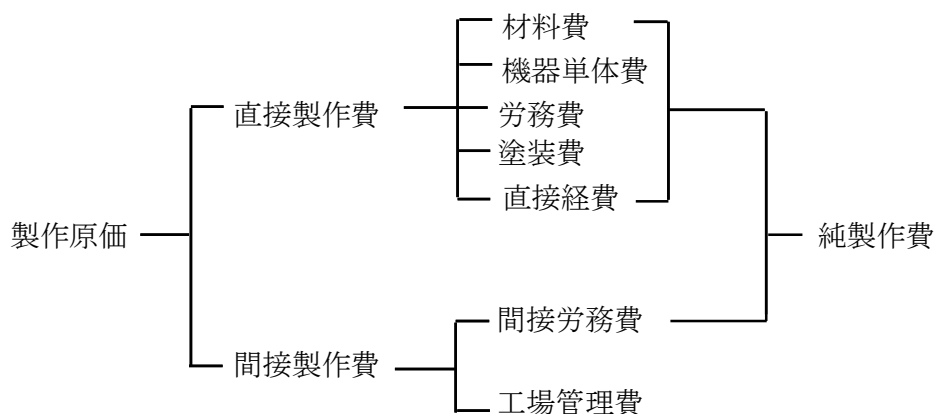 材料費
機器単体費
直接製作費
労務費
塗装費
直接経費
製作原価
純製作費
間接労務費
間接製作費
工場管理費